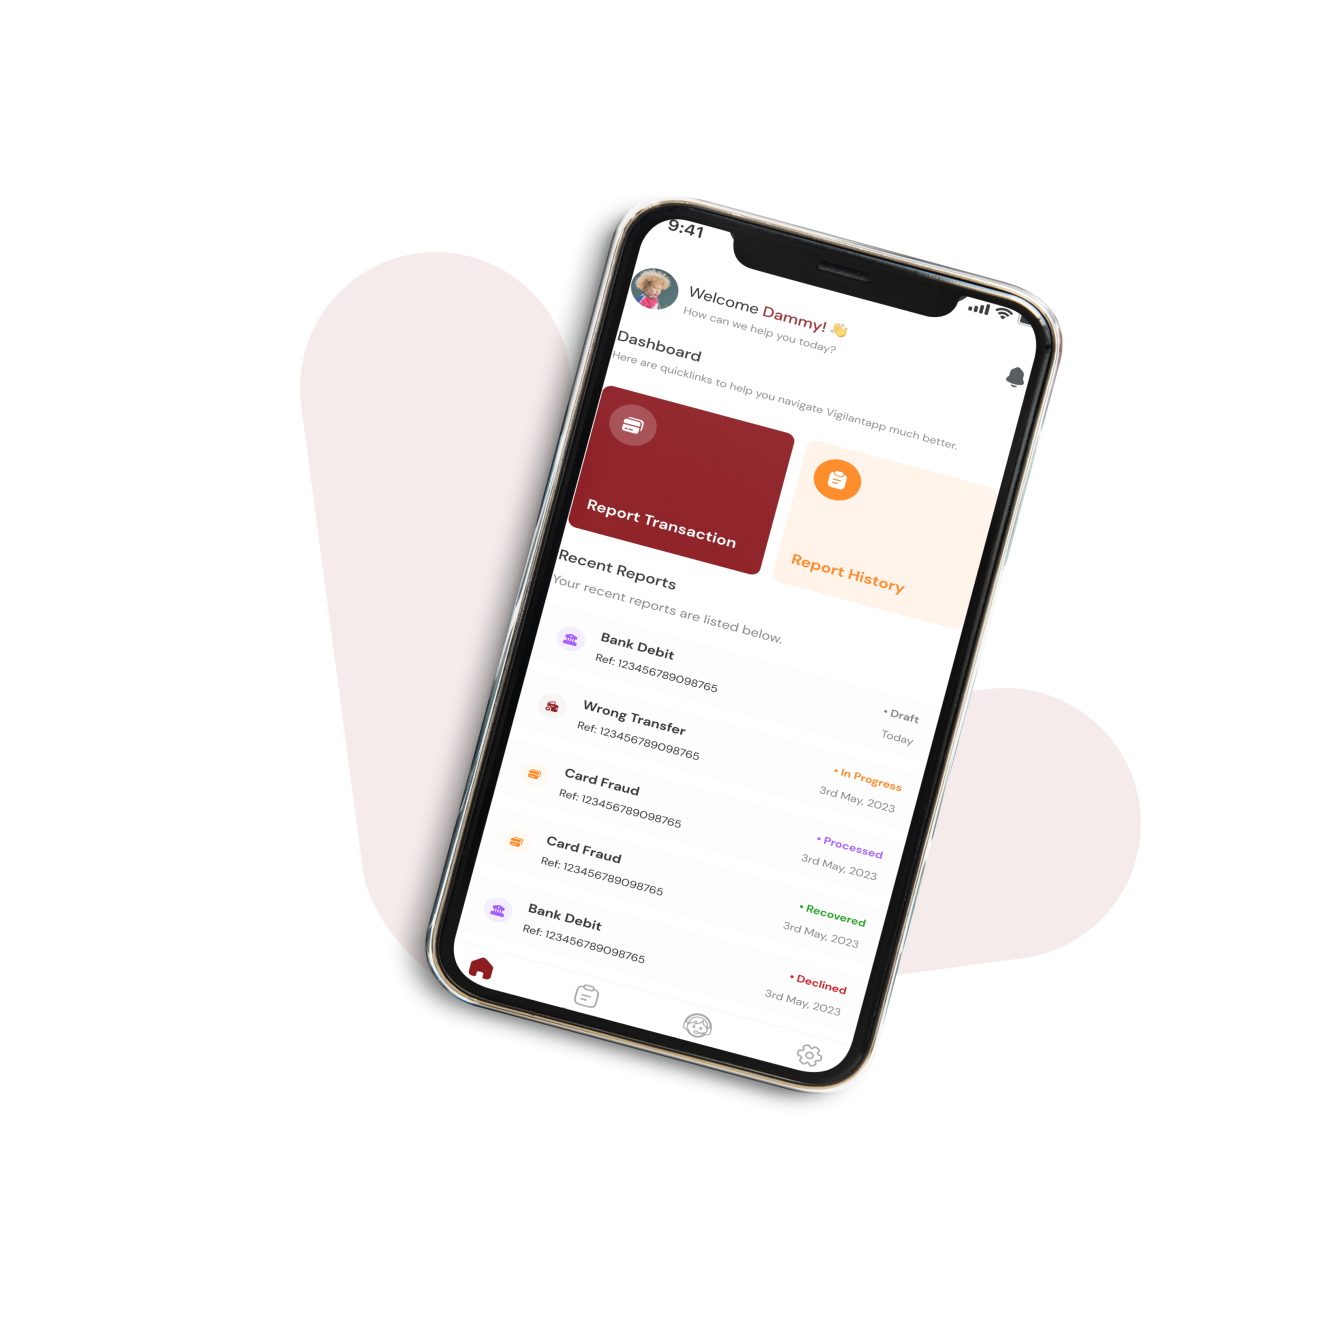 9:41
Welcome Dammy! 👋
How can we help you today?
Dashboard
Here are quicklinks to help you navigate Vigilantapp much better.
Report Transaction
Report History
Recent Reports
Your recent reports are listed below.
Bank Debit
Ref: 123456789098765
• Draft
Today
Wrong Transfer
Ref: 123456789098765
• In Progress
3rd May, 2023
Card Fraud
Ref: 123456789098765
• Processed
3rd May, 2023
Card Fraud
Ref: 123456789098765
• Recovered
3rd May, 2023
Bank Debit
Ref: 123456789098765
• Declined
3rd May, 2023